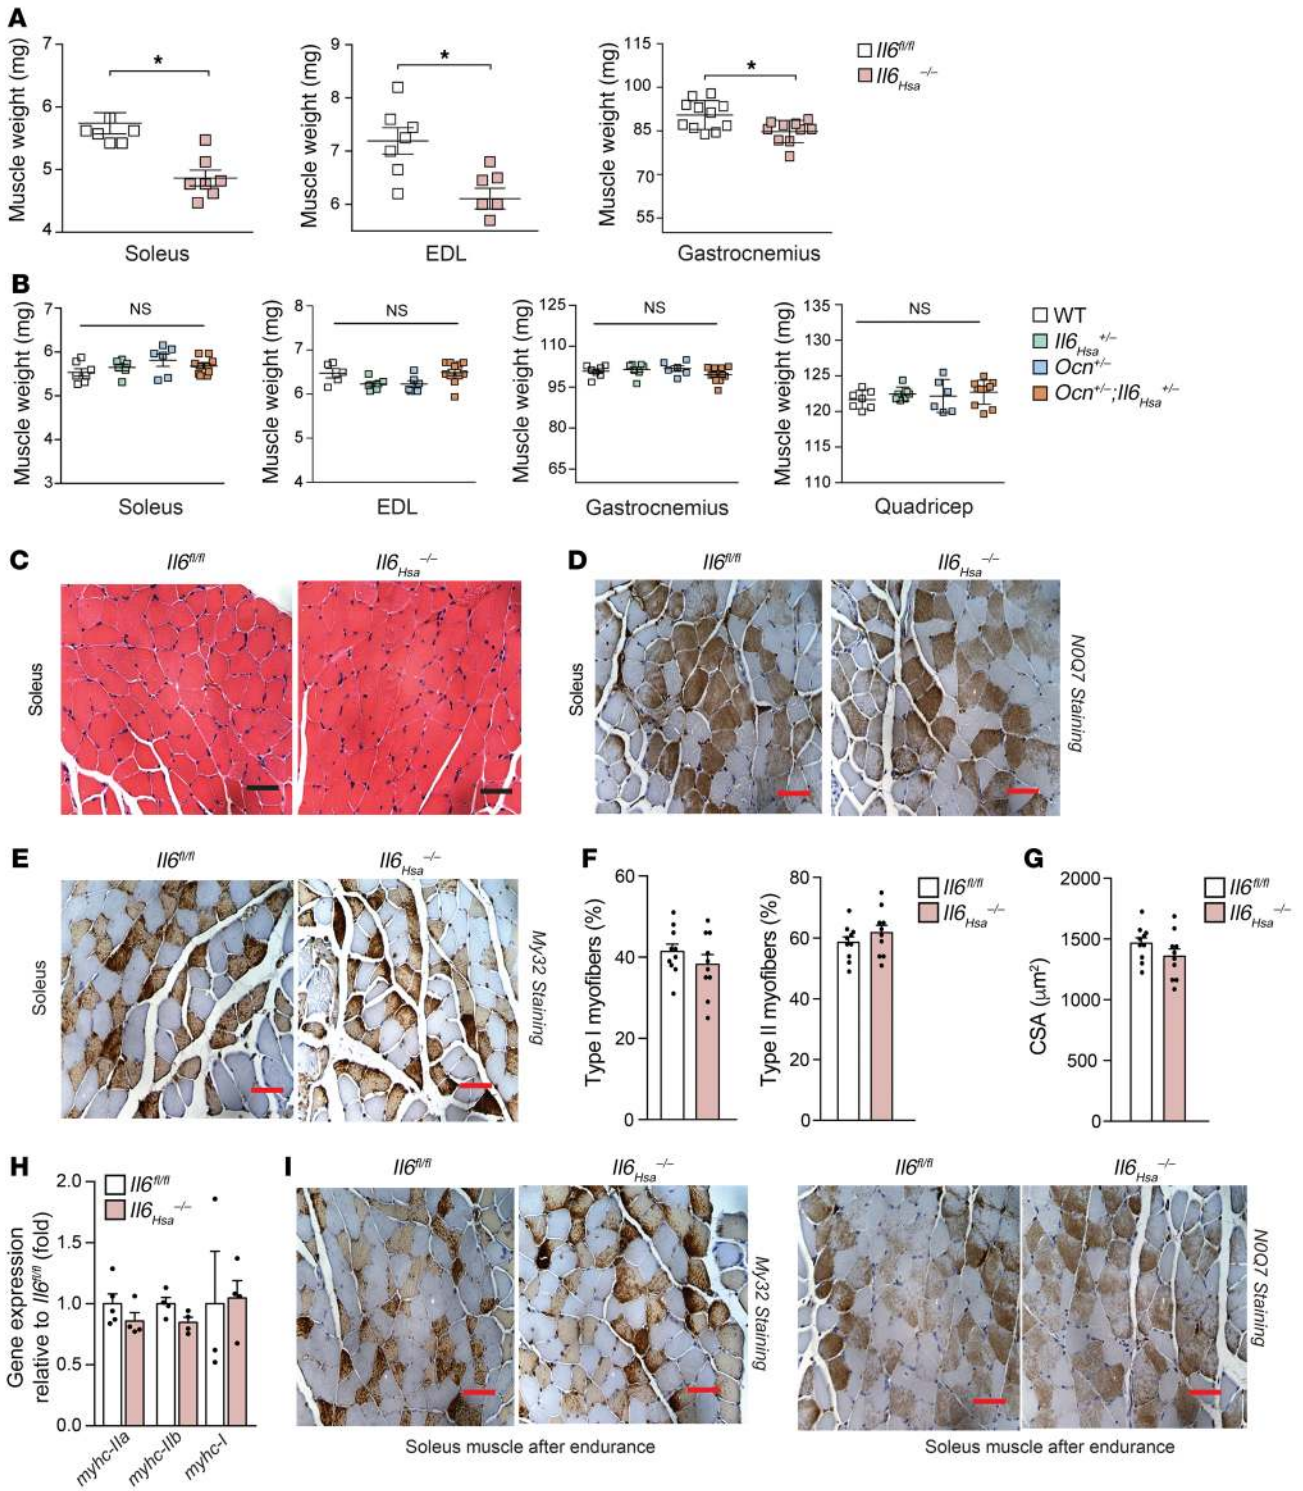 A
Muscle weight (mg)
7
6
5
4
*
Soleus
Muscle weight (mg)
9
8
7
6
*
EDL
Muscle weight (mg)
115
100
85
70
55
*
Gastrocnemius
Il6fl/fl
Il6Hsa−/−
B
Muscle weight (mg)
7
6
5
4
3
NS
Soleus
Muscle weight (mg)
8
7
6
5
4
NS
EDL
Muscle weight (mg)
125
110
95
80
65
NS
Gastrocnemius
Muscle weight (mg)
135
130
125
120
115
110
NS
Quadricep
WT
Il6Hsa+/−
Ocn+/−
Ocn+/−;Il6Hsa+/−
C
Il6fl/fl
Il6Hsa−/−
Soleus
D
Il6fl/fl
Il6Hsa−/−
Soleus
N0Q7 Staining
E
Il6fl/fl
Il6Hsa−/−
Soleus
My32 Staining
F
Type I myofibers (%)
60
40
20
0
Type II myofibers (%)
80
60
40
20
0
Il6fl/fl
Il6Hsa−/−
G
CSA (μm²)
2000
1500
1000
500
0
Il6fl/fl
Il6Hsa−/−
H
Gene expression
relative to Il6fl/fl (fold)
2.0
1.5
1.0
0.5
0.0
Il6fl/fl
Il6Hsa−/−
myhc-IIa
myhc-IIb
myhc-I
I
Il6fl/fl
Il6Hsa−/−
My32 Staining
Soleus muscle after endurance
Il6fl/fl
Il6Hsa−/−
N0Q7 Staining
Soleus muscle after endurance